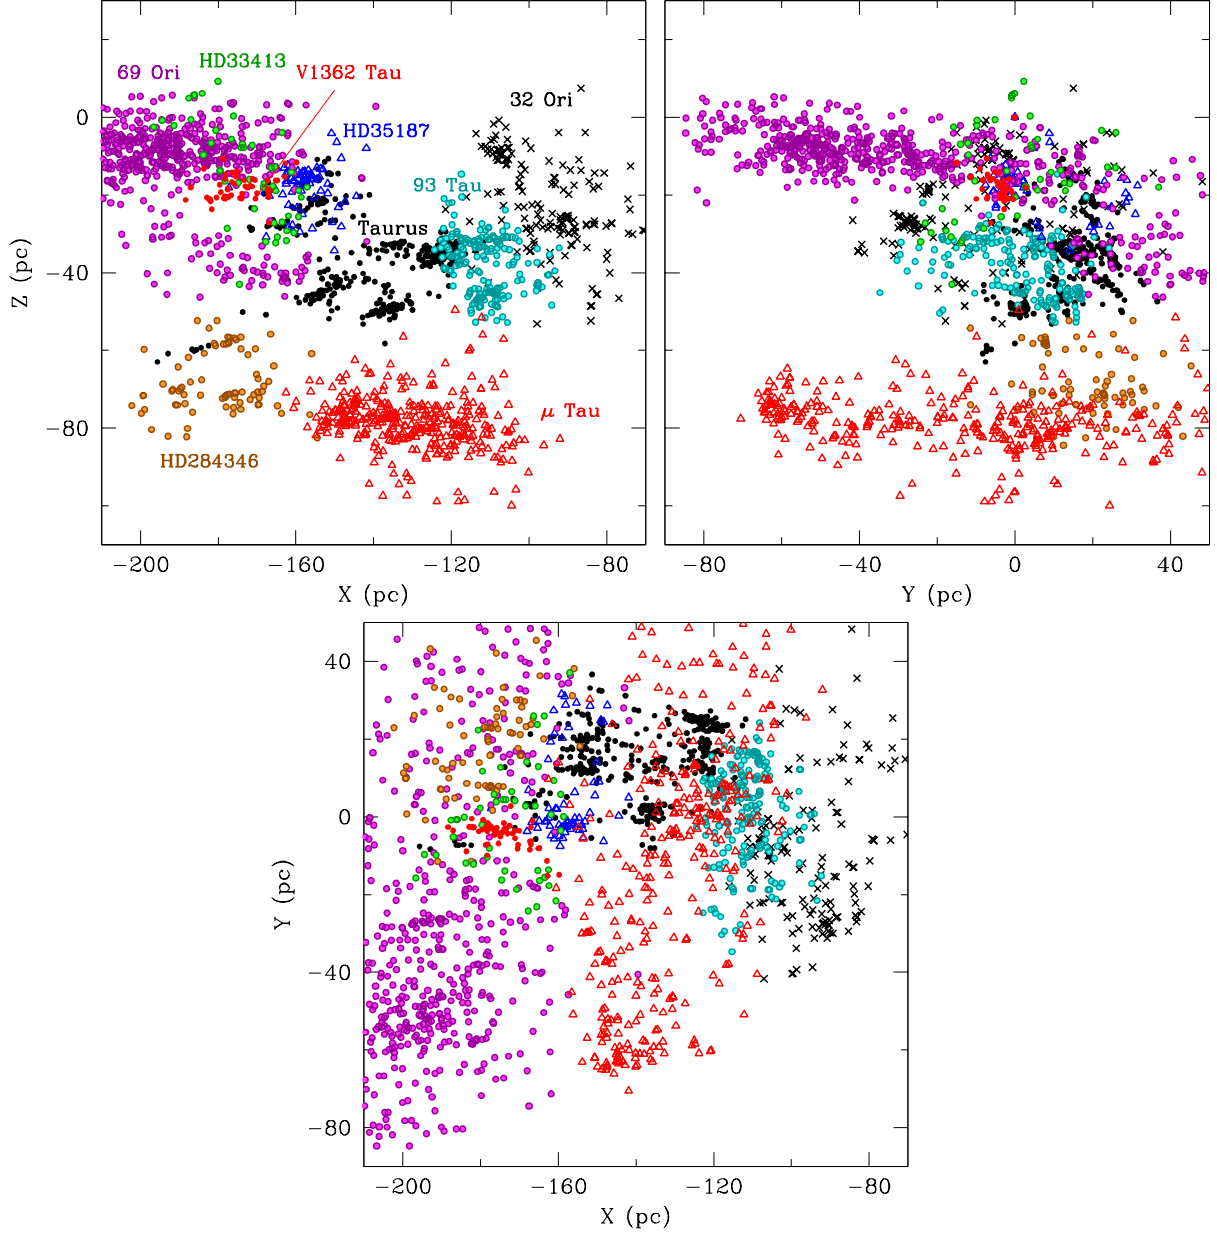 69 Ori
HD33413
V1362 Tau
32 Ori
HD35187
93 Tau
Taurus
μ Tau
HD284346
0
−40
−80
Z (pc)
−200
−160
−120
−80
X (pc)
−80
−40
0
40
Y (pc)
40
0
−40
−80
Y (pc)
−200
−160
−120
−80
X (pc)